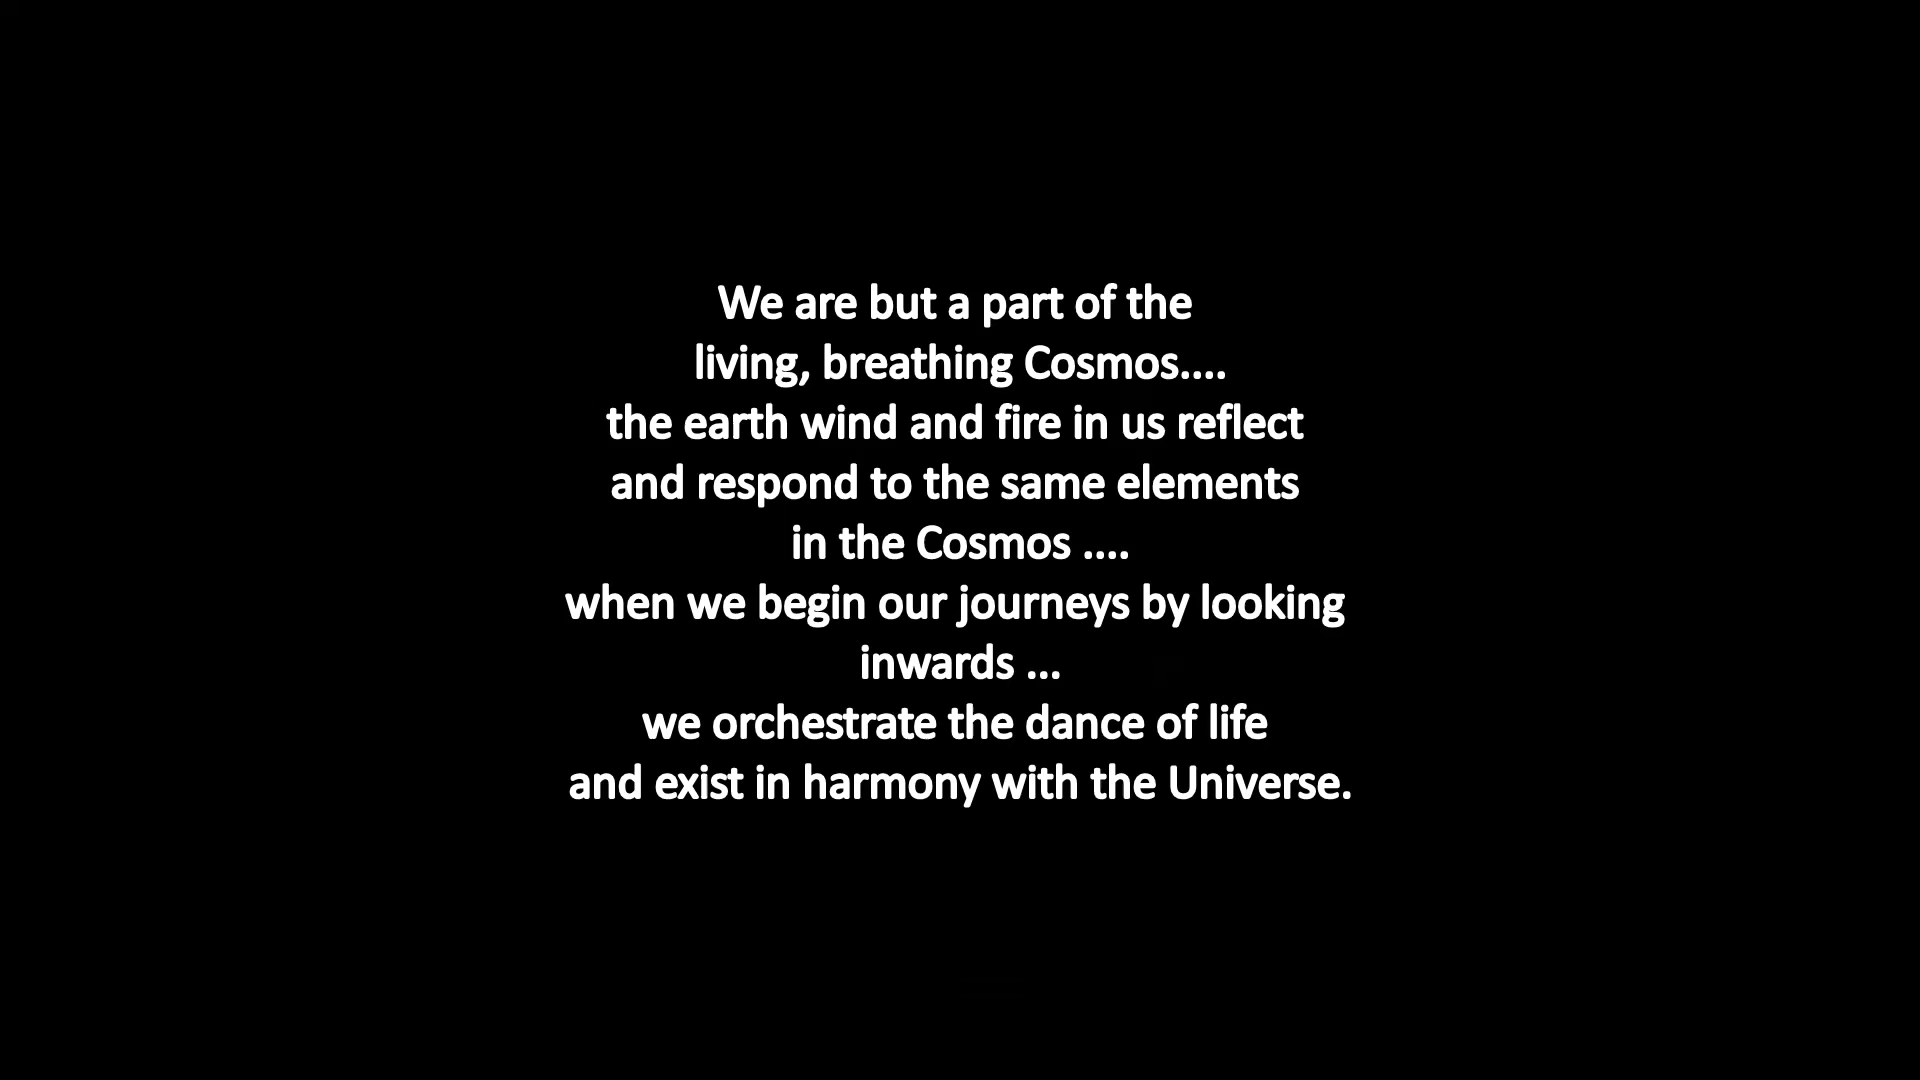 We are but a part of the
living, breathing Cosmos....
the earth wind and fire in us reflect
and respond to the same elements
in the Cosmos ....
when we begin our journeys by looking
inwards ...
we orchestrate the dance of life
and exist in harmony with the Universe.